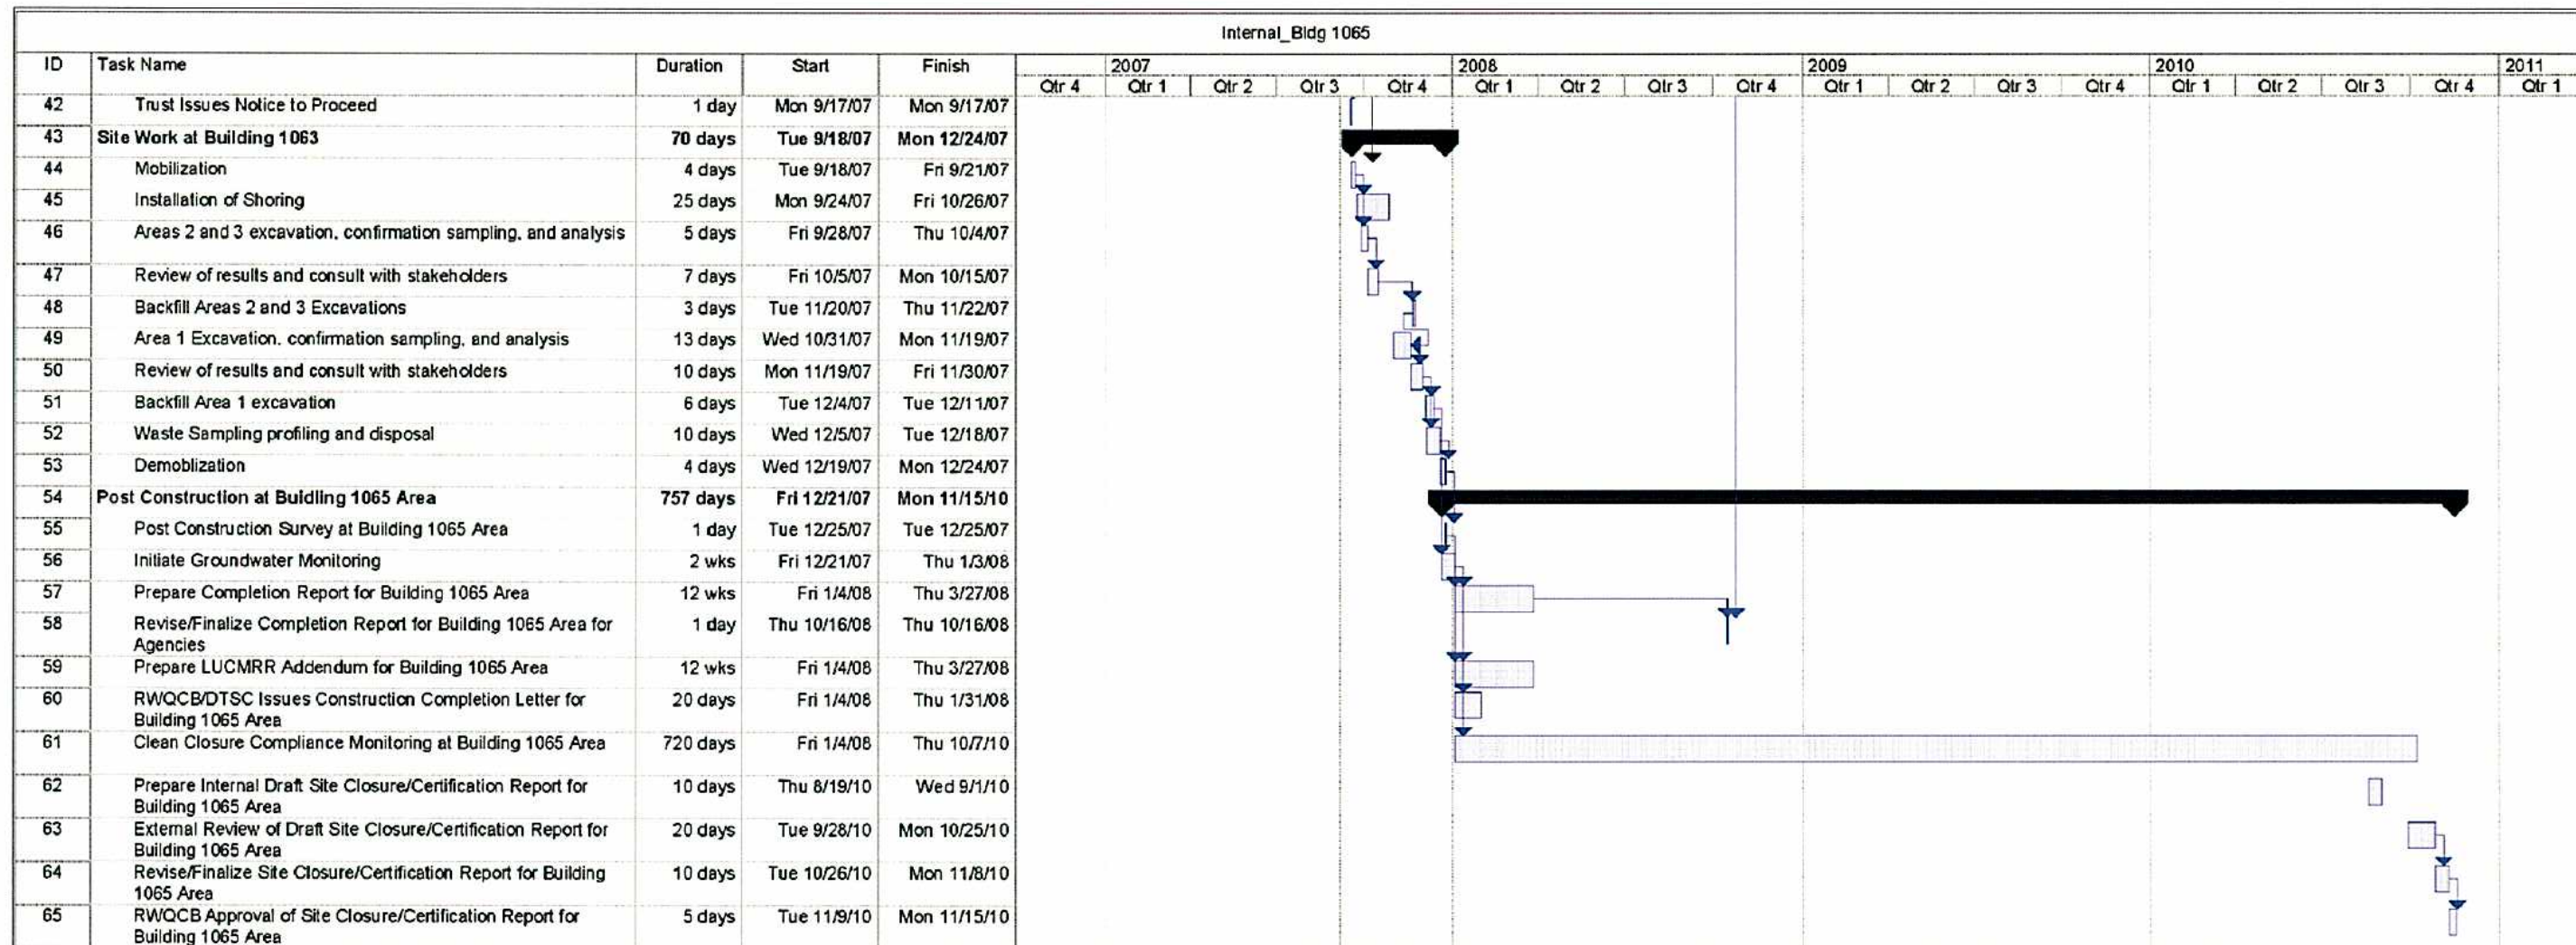 Internal_Bldg 1065
ID Task Name Duration Start Finish 2007 2008 2009 2010 2011
Qtr 4 Qtr 1 Qtr 2 Qtr 3 Qtr 4 Qtr 1 Qtr 2 Qtr 3 Qtr 4 Qtr 1 Qtr 2 Qtr 3 Qtr 4 Qtr 1 Qtr 2 Qtr 3 Qtr 4 Qtr 1
42 Trust Issues Notice to Proceed 1 day Mon 9/17/07 Mon 9/17/07
43 Site Work at Building 1063 70 days Tue 9/18/07 Mon 12/24/07
44 Mobilization 4 days Tue 9/18/07 Fri 9/21/07
45 Installation of Shoring 25 days Mon 9/24/07 Fri 10/26/07
46 Areas 2 and 3 excavation, confirmation sampling, and analysis 5 days Fri 9/28/07 Thu 10/4/07
47 Review of results and consult with stakeholders 7 days Fri 10/5/07 Mon 10/15/07
48 Backfill Areas 2 and 3 Excavations 3 days Tue 11/20/07 Thu 11/22/07
49 Area 1 Excavation, confirmation sampling, and analysis 13 days Wed 10/31/07 Mon 11/19/07
50 Review of results and consult with stakeholders 10 days Mon 11/19/07 Fri 11/30/07
51 Backfill Area 1 excavation 6 days Tue 12/4/07 Tue 12/11/07
52 Waste Sampling profiling and disposal 10 days Wed 12/5/07 Tue 12/18/07
53 Demoblization 4 days Wed 12/19/07 Mon 12/24/07
54 Post Construction at Buidling 1065 Area 757 days Fri 12/21/07 Mon 11/15/10
55 Post Construction Survey at Building 1065 Area 1 day Tue 12/25/07 Tue 12/25/07
56 Initiate Groundwater Monitoring 2 wks Fri 12/21/07 Thu 1/3/08
57 Prepare Completion Report for Building 1065 Area 12 wks Fri 1/4/08 Thu 3/27/08
58 Revise/Finalize Completion Report for Building 1065 Area for 1 day Thu 10/16/08 Thu 10/16/08
Agencies
59 Prepare LUCMRR Addendum for Building 1065 Area 12 wks Fri 1/4/08 Thu 3/27/08
60 RWQCB/DTSC Issues Construction Completion Letter for 20 days Fri 1/4/08 Thu 1/31/08
Building 1065 Area
61 Clean Closure Compliance Monitoring at Building 1065 Area 720 days Fri 1/4/08 Thu 10/7/10
62 Prepare Internal Draft Site Closure/Certification Report for 10 days Thu 8/19/10 Wed 9/1/10
Building 1065 Area
63 External Review of Draft Site Closure/Certification Report for 20 days Tue 9/28/10 Mon 10/25/10
Building 1065 Area
64 Revise/Finalize Site Closure/Certification Report for Building 10 days Tue 10/26/10 Mon 11/8/10
1065 Area
65 RWQCB Approval of Site Closure/Certification Report for 5 days Tue 11/9/10 Mon 11/15/10
Building 1065 Area